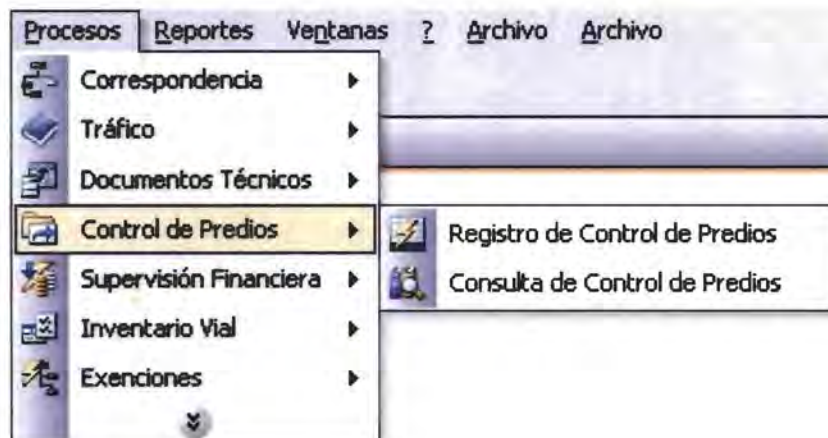 Procesos Reportes Ventanas ? Archivo Archivo
Correspondencia
Tráfico
Documentos Técnicos
Control de Predios
Registro de Control de Predios
Supervisión Financiera
Consulta de Control de Predios
Inventario Vial
Exenciones